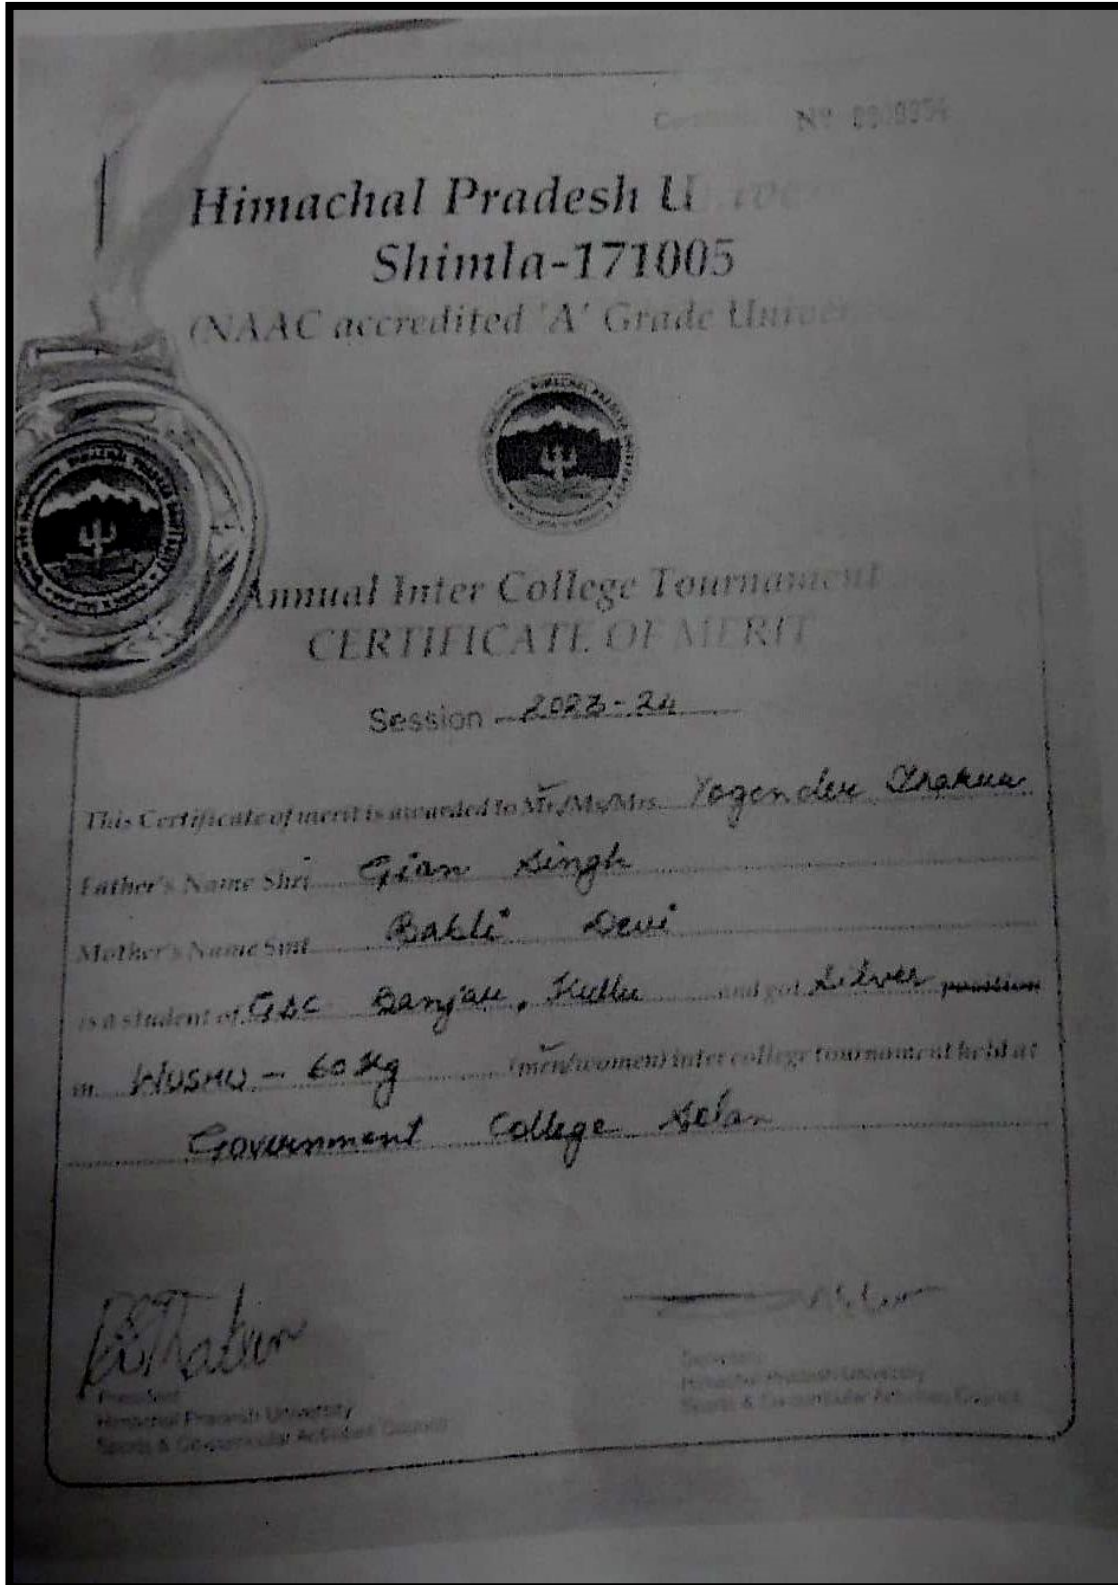 Nº
Himachal Pradesh U
Shimla-171005
(NAAC accredited 'A' Grade Univer
Annual Inter College Tournament
CERTIFICATE OF MERIT
Session 2023-24
This Certificate of merit is awarded to Mr./Ms/Mrs. Yogender Thakur
Father's Name Shri Gian Singh
Mother's Name Smt Devi
is a student of GDC Banjar, Kullu and got Silver position
in WUSHU - 60 Kg (men/women) inter college tournament held at
Government College Solan
President
Himachal Pradesh University
Sports & Co-curricular Activities Council
Secretary
Himachal Pradesh University
Sports & Co-curricular Activities Council